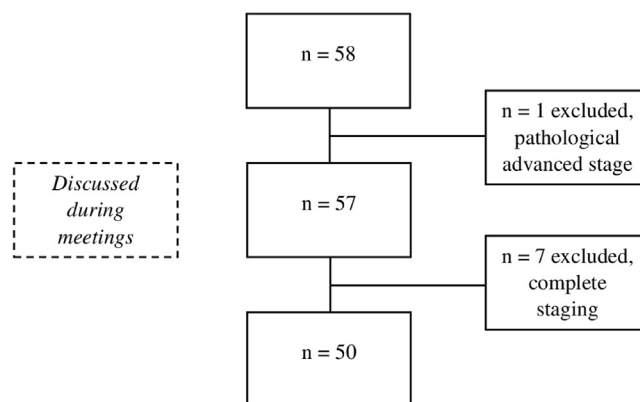 n = 58
n = 1 excluded,
pathological
advanced stage
Discussed
during
meetings
n = 57
n = 7 excluded,
complete
staging
n = 50